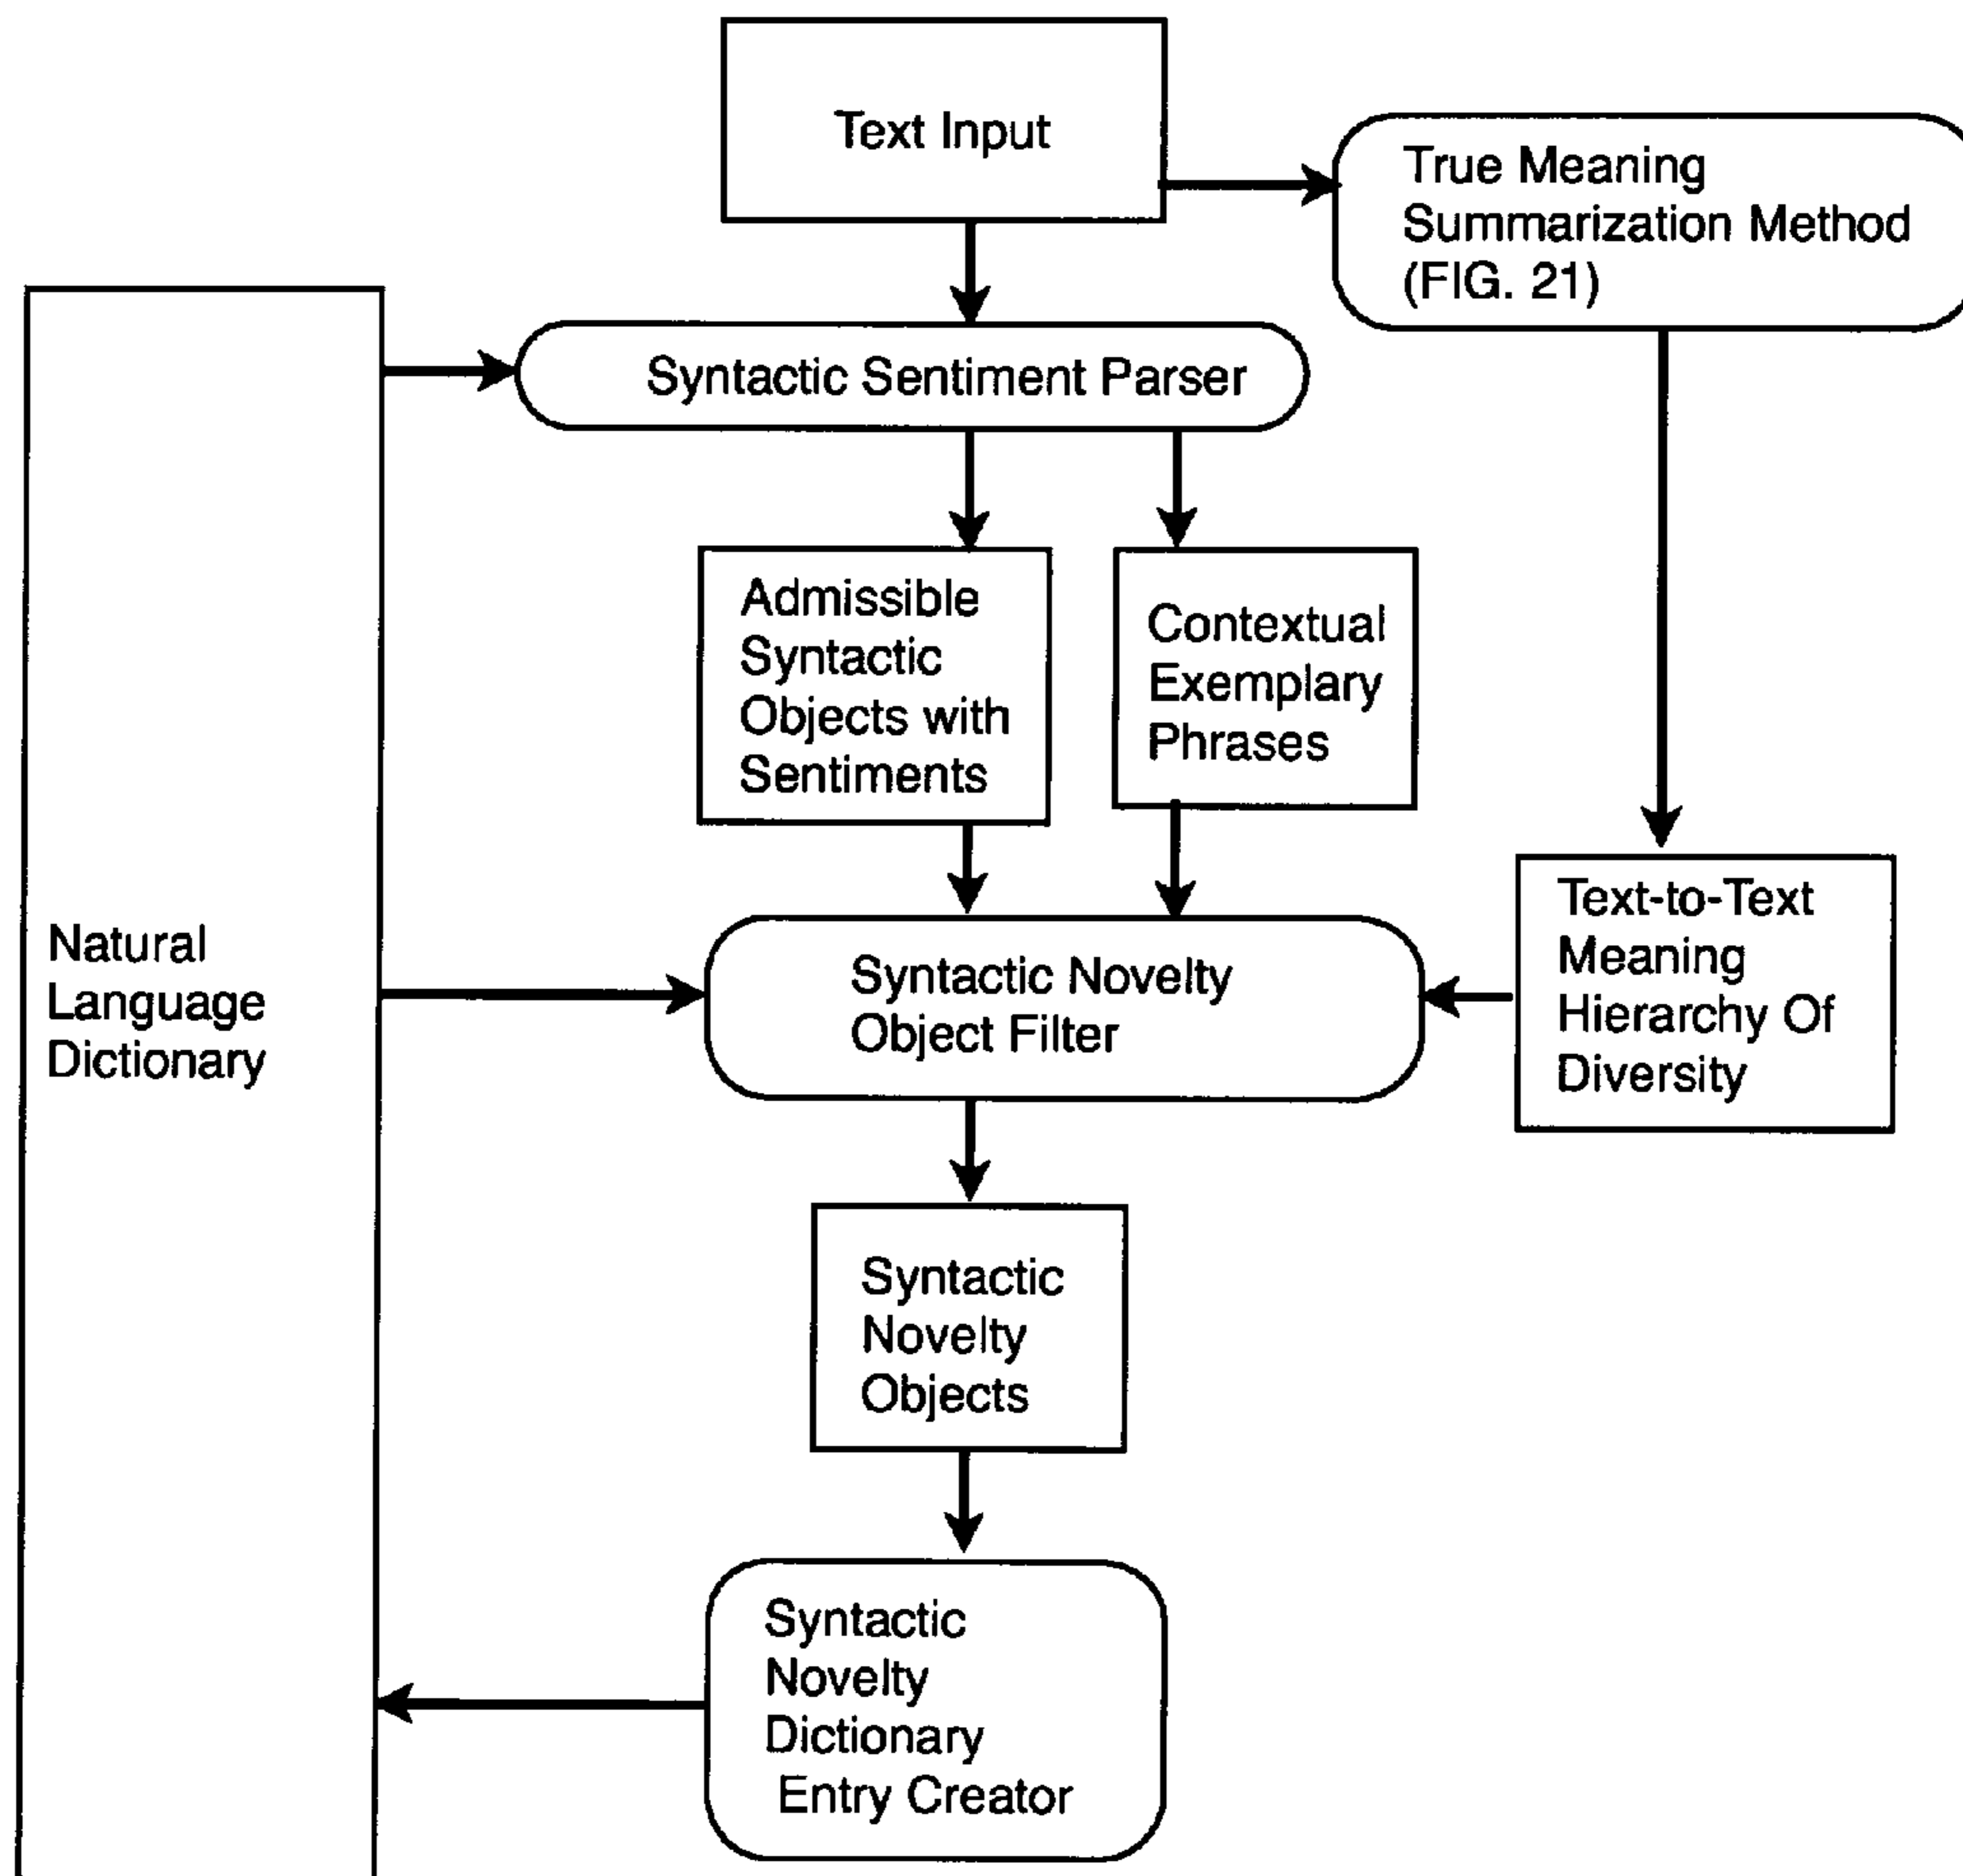 Text Input
True Meaning
Summarization Method
(FIG. 21)
Syntactic Sentiment Parser
Admissible
Syntactic
Objects with
Sentiments
Contextual
Exemplary
Phrases
Natural
Language
Dictionary
Syntactic Novelty
Object Filter
Text-to-Text
Meaning
Hierarchy Of
Diversity
Syntactic
Novelty
Objects
Syntactic
Novelty
Dictionary
Entry Creator